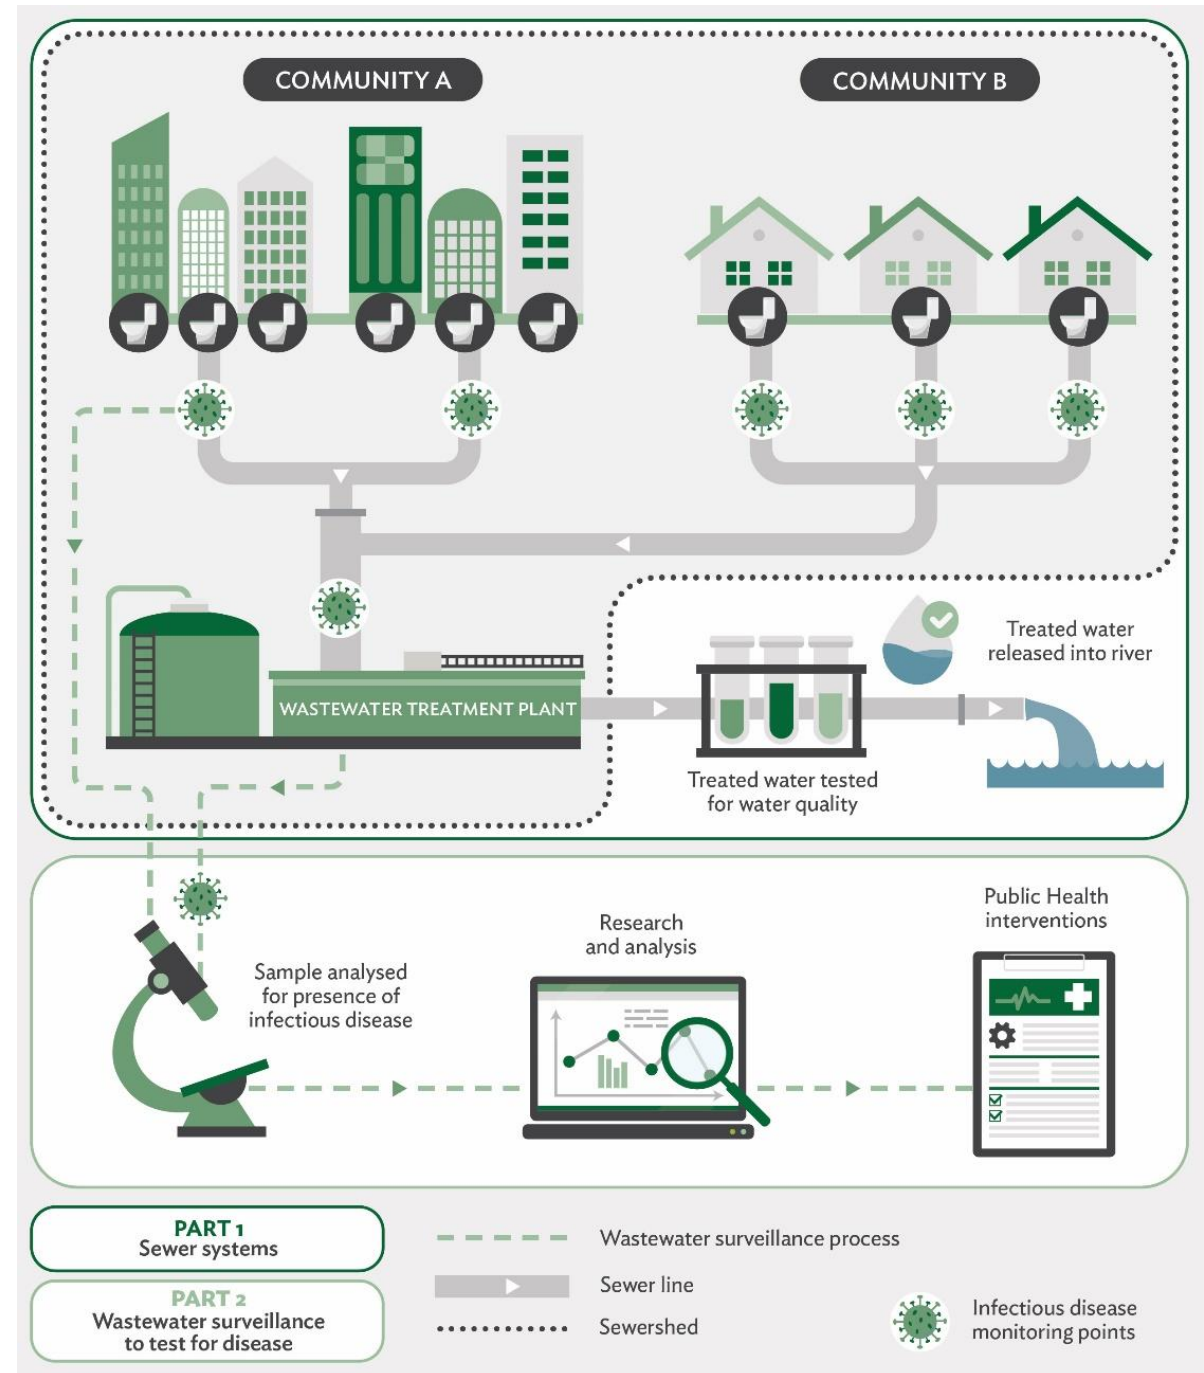 COMMUNITY A
COMMUNITY B
WASTEWATER TREATMENT PLANT
Treated water
released into river
Treated water tested
for water quality
Sample analysed
for presence of
infectious disease
Research
and analysis
Public Health
interventions
PART 1
Sewer systems
PART 2
Wastewater surveillance
to test for disease
Wastewater surveillance process
Sewer line
Sewershed
Infectious disease
monitoring points